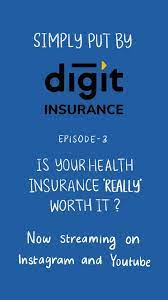 SIMPLY PUT BY
digit
INSURANCE
EPISODE-3
IS YOUR HEALTH
INSURANCE 'REALLY'
WORTH IT?
Now streaming on
Instagram and Youtube